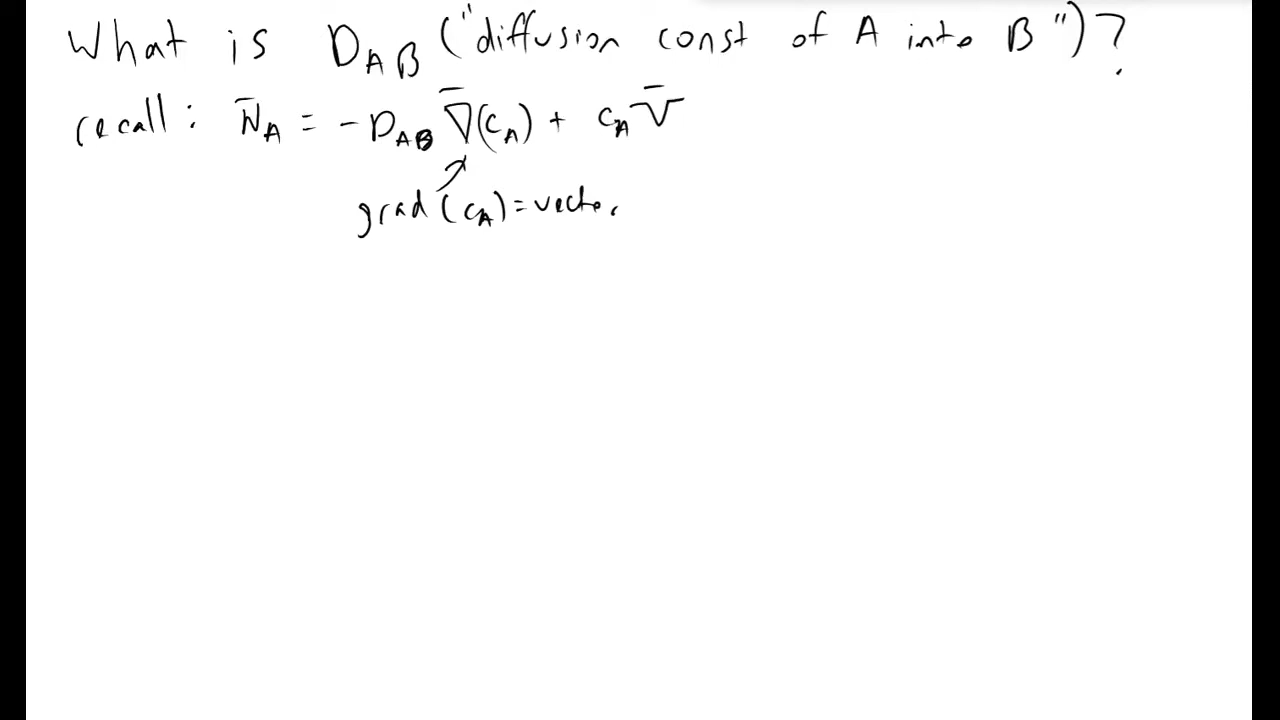 What is D_AB ("diffusion const of A into B")?
recall: N̄_A = -D_AB ∇̄(c_A) + c_A V̄
grad(c_A) = vector